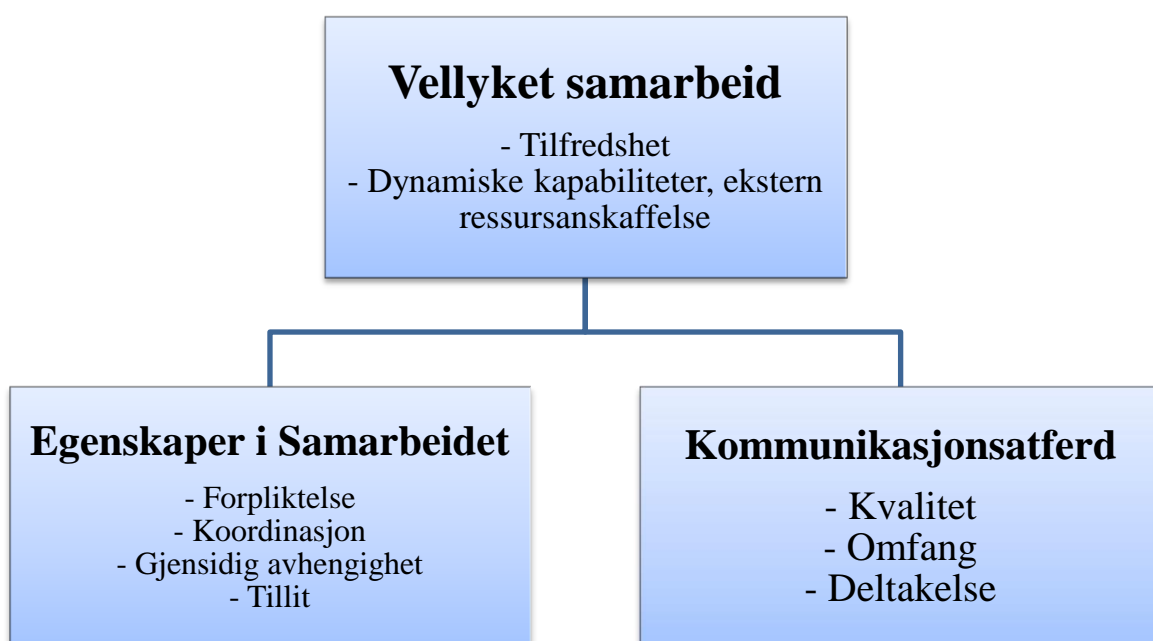 Vellyket samarbeid
- Tilfredshet
- Dynamiske kapabiliteter, ekstern
ressursanskaffelse
Egenskaper i Samarbeidet
- Forpliktelse
- Koordinasjon
- Gjensidig avhengighet
- Tillit
Kommunikasjonsatferd
- Kvalitet
- Omfang
- Deltakelse